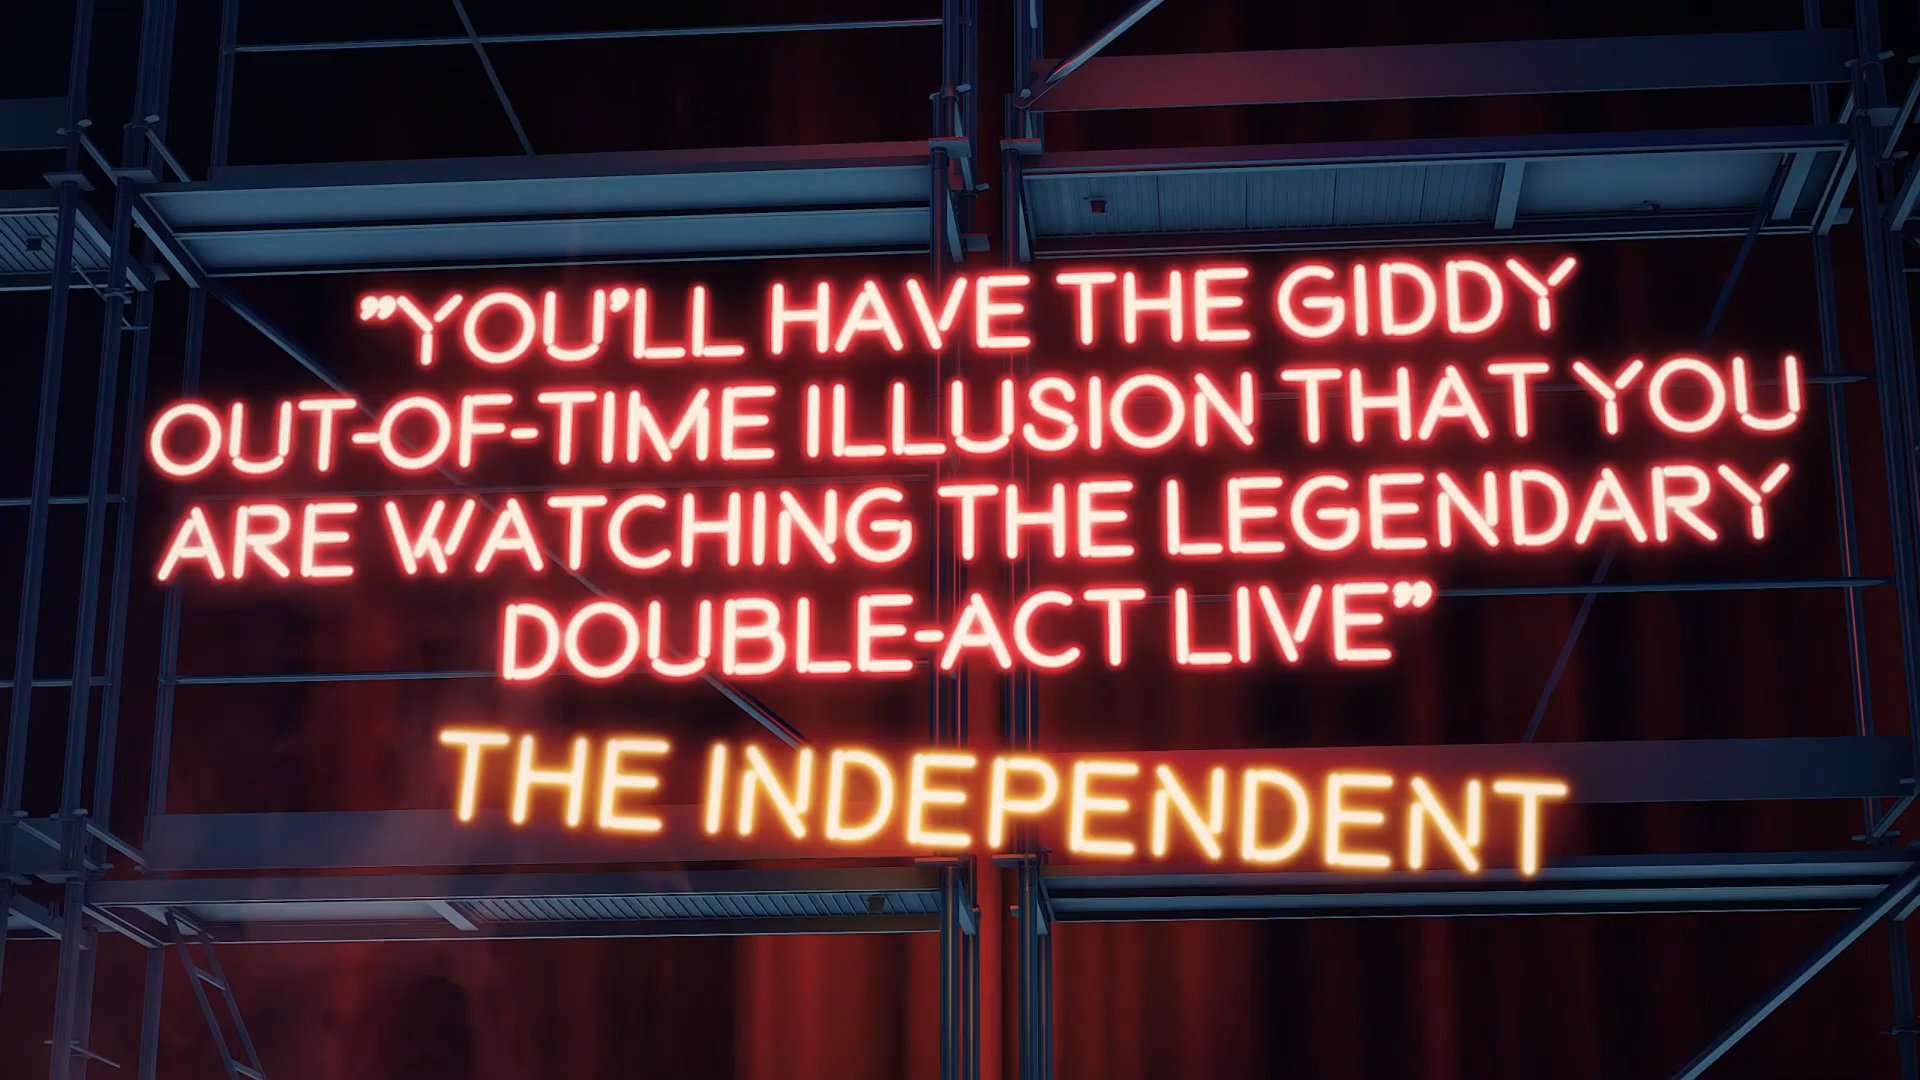 ”YOU’LL HAVE THE GIDDY
OUT-OF-TIME ILLUSION THAT YOU
ARE WATCHING THE LEGENDARY
DOUBLE-ACT LIVE”
THE INDEPENDENT